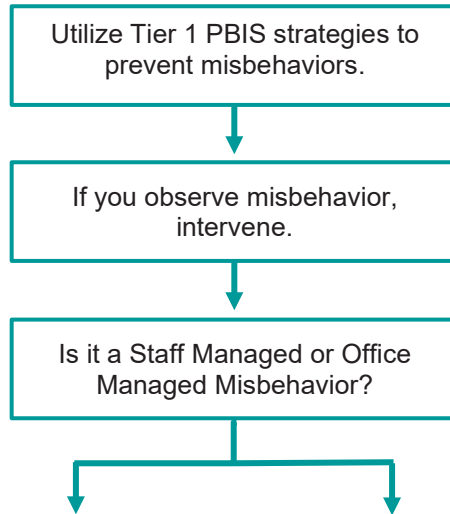 Utilize Tier 1 PBIS strategies to
prevent misbehaviors.
If you observe misbehavior,
intervene.
Is it a Staff Managed or Office
Managed Misbehavior?